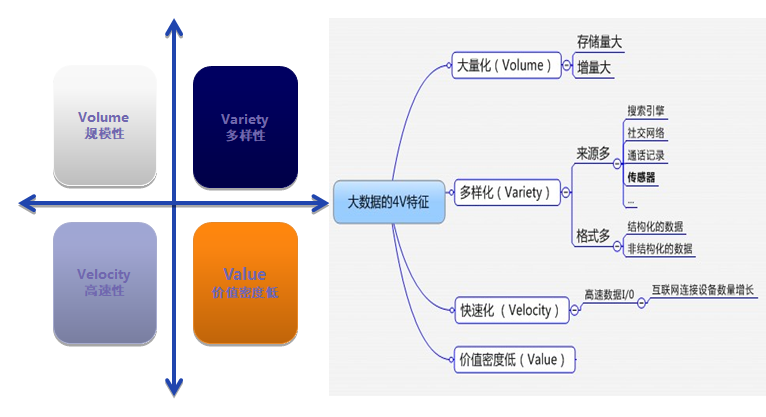 Volume
规模性
Variety
多样性
Velocity
高速性
Value
价值密度低
大数据的4V特征
大量化（Volume）
存储量大
增量大
多样化（Variety）
来源多
搜索引擎
社交网络
通话记录
传感器
...
格式多
结构化的数据
非结构化的数据
快速化（Velocity）
高速数据I/O
互联网连接设备数量增长
价值密度低（Value）